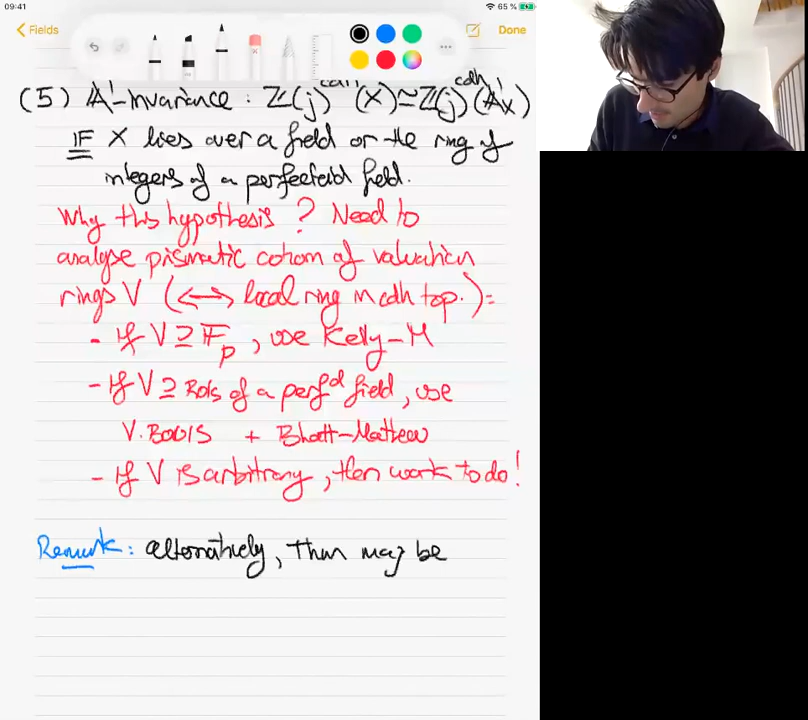 09:41
65 %
Fields
Done
(5) A¹-invariance : Z(j)^cdh (X) ≃ Z(j)^cdh (A¹_X)
IF X lies over a field or the ring of
integers of a perfectoid field.
Why this hypothesis ? Need to
analyse prismatic cohom of valuation
rings V (↔ local ring in cdh top.) :
- if V ⊇ F_p , use Kelly-M
- if V ⊇ RoIs of a perf^d field, use
V. Bouis + Bhatt-Mathew
- if V is arbitrary, then work to do!
Remark: alternatively, Thm may be